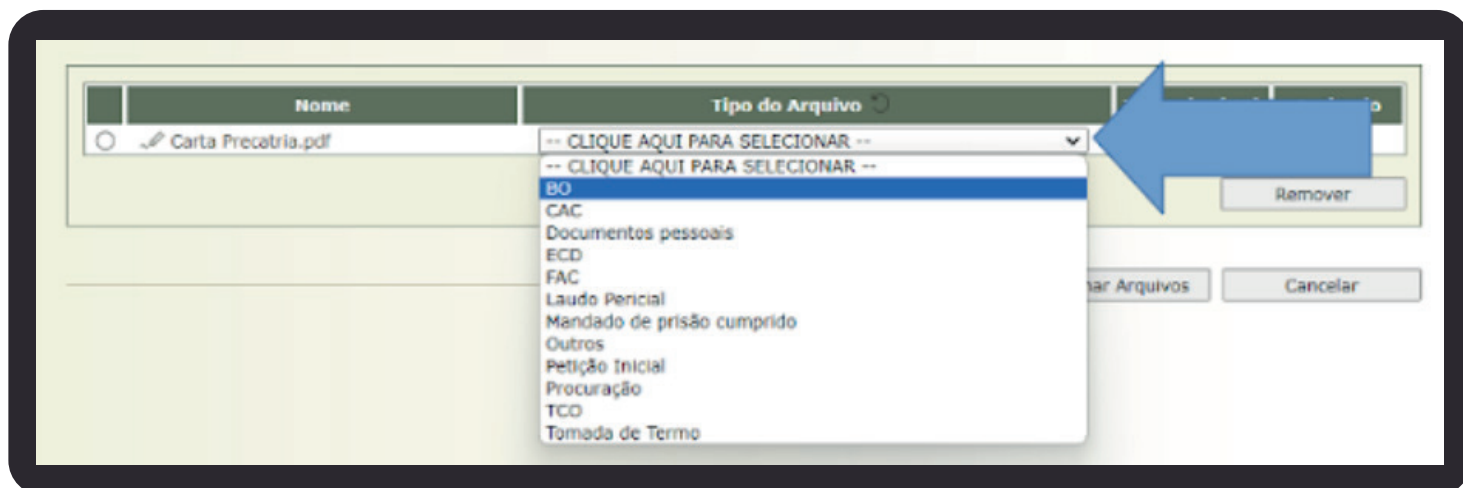 Nome Tipo do Arquivo
Carta Precatria.pdf -- CLIQUE AQUI PARA SELECIONAR --
-- CLIQUE AQUI PARA SELECIONAR --
BO
Remover
CAC
Documentos pessoais
ECD
FAC
Arquivos Cancelar
Laudo Pericial
Mandado de prisão cumprido
Outros
Petição Inicial
Procuração
TCO
Tomada de Termo